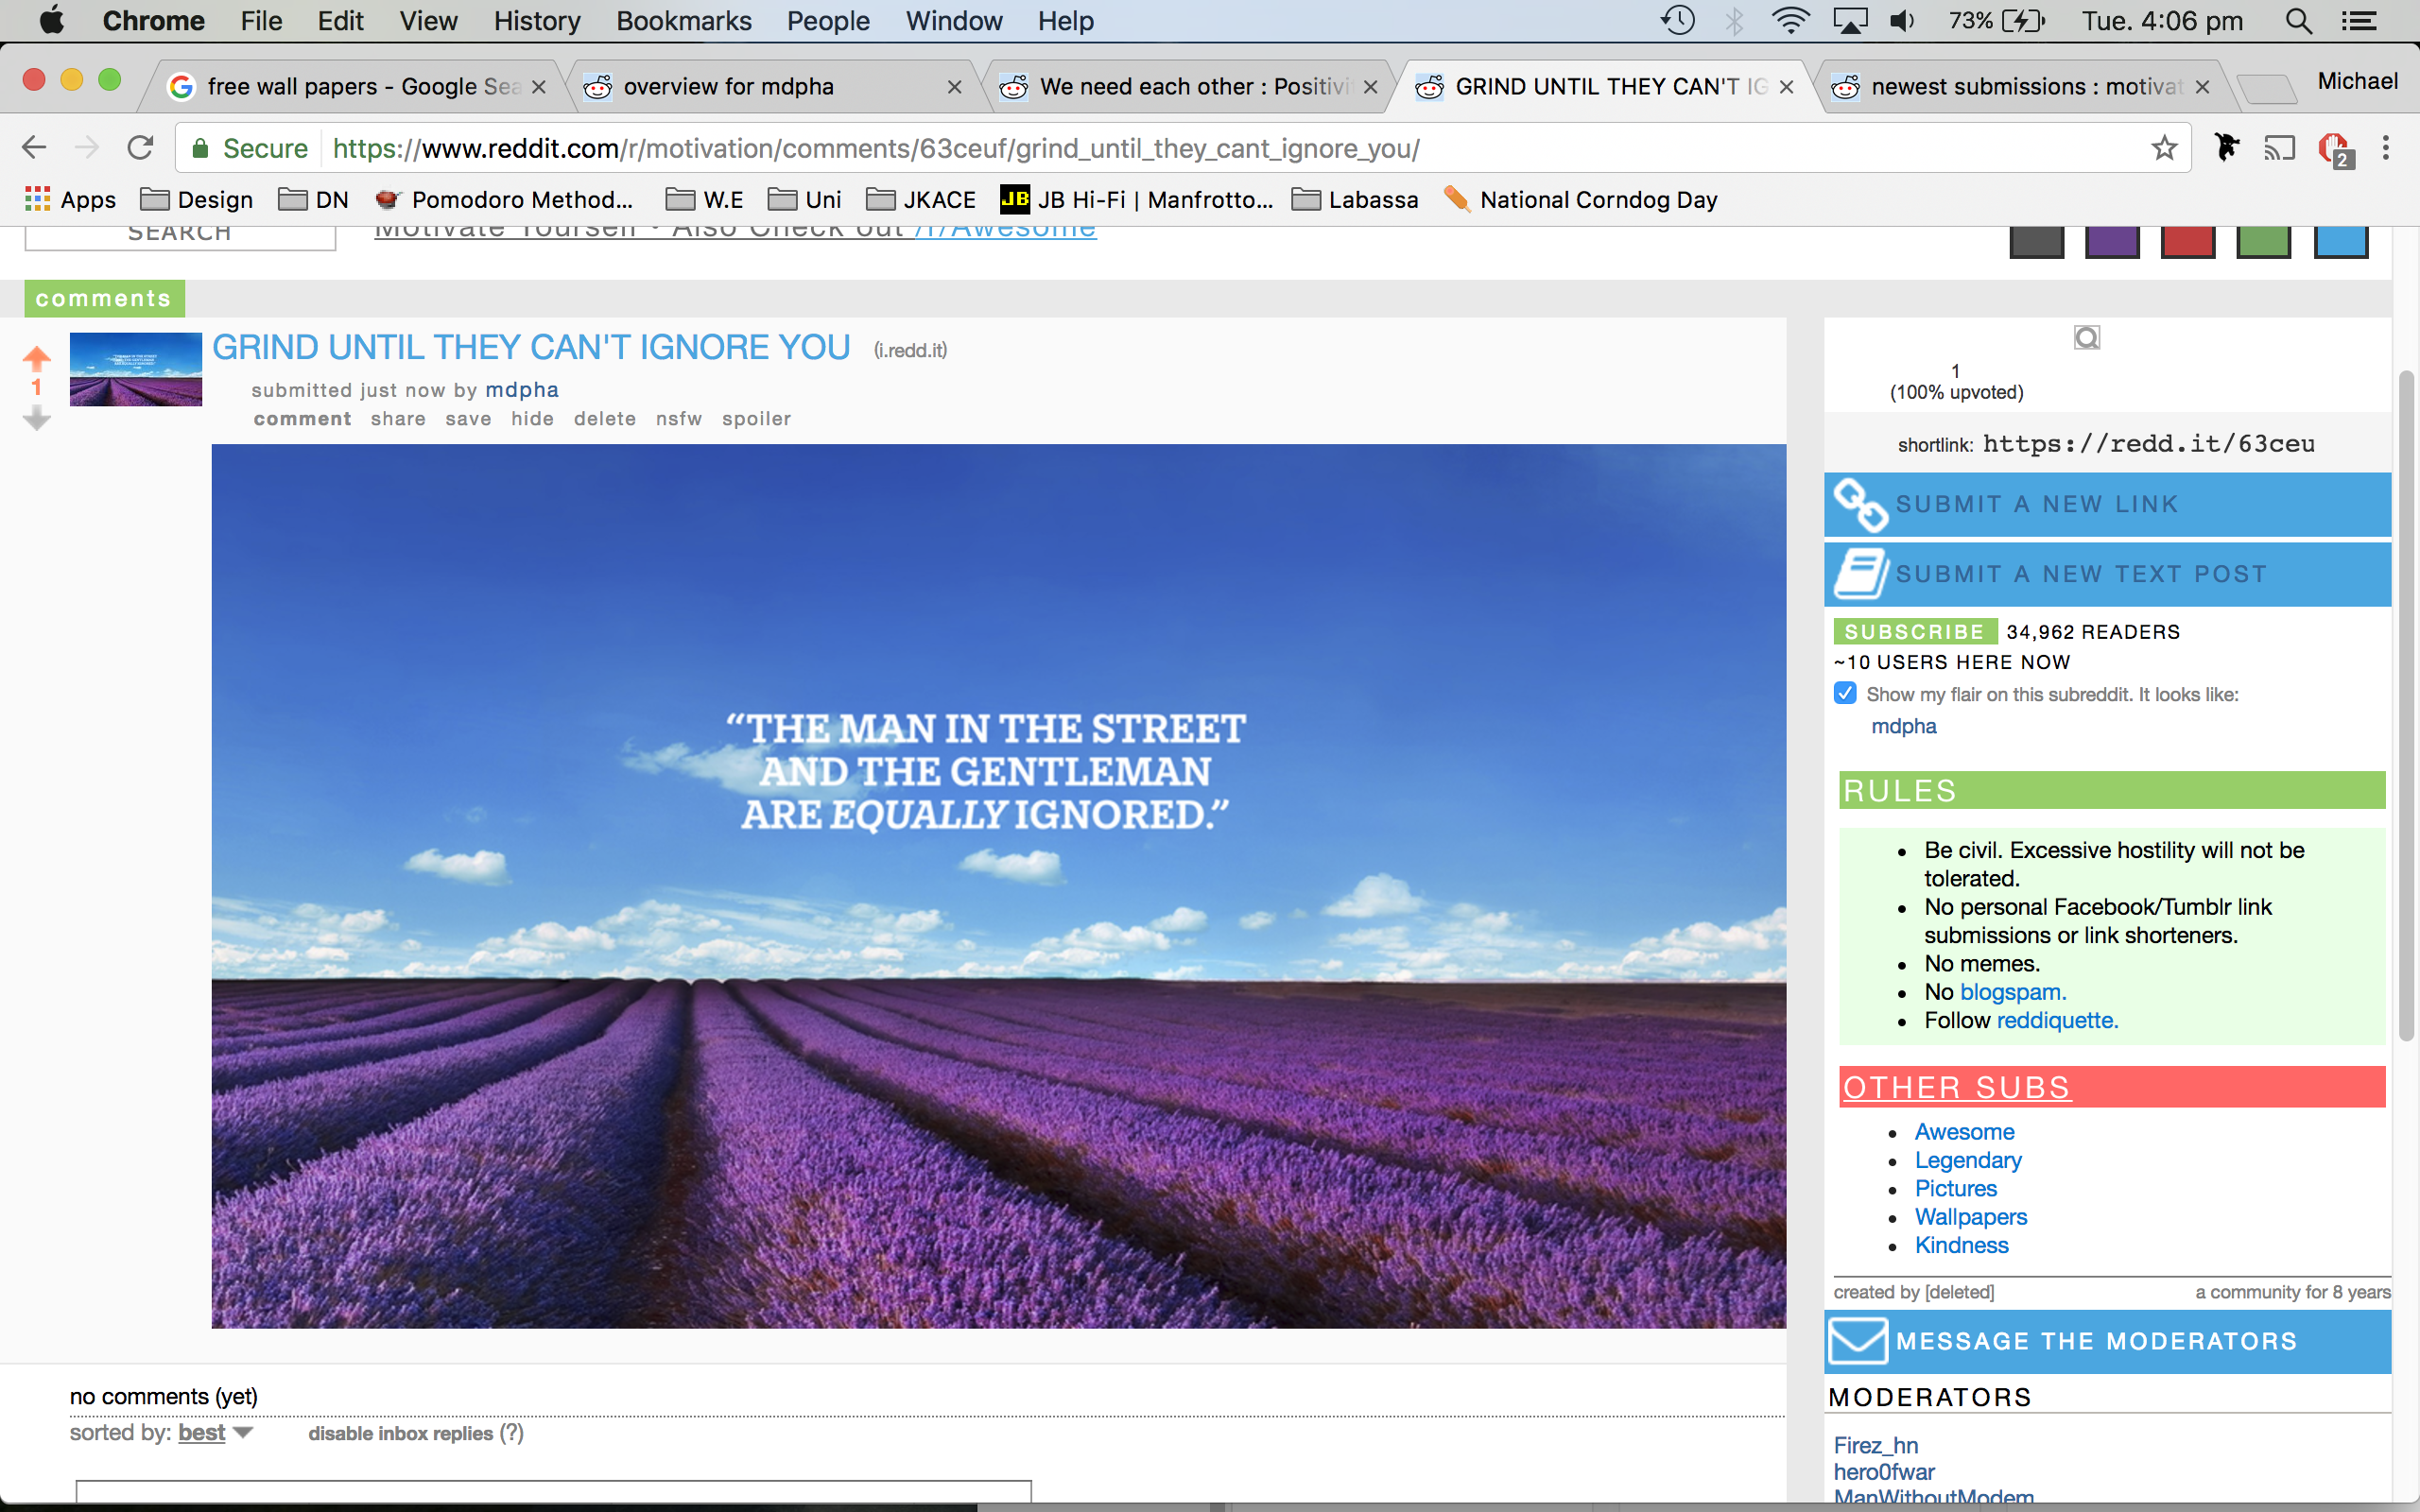 Chrome File Edit View History Bookmarks People Window Help 73% Tue. 4:06 pm
free wall papers - Google Sea overview for mdpha We need each other : Positivi GRIND UNTIL THEY CAN'T IG newest submissions : motivat Michael
Secure https://www.reddit.com/r/motivation/comments/63ceuf/grind_until_they_cant_ignore_you/ 2
Apps Design DN Pomodoro Method... W.E Uni JKACE JB JB Hi-Fi | Manfrotto... Labassa National Corndog Day
SEARCH Motivate Yourself • Also Check out /r/Awesome
comments
GRIND UNTIL THEY CAN'T IGNORE YOU (i.redd.it)
1
submitted just now by mdpha
comment share save hide delete nsfw spoiler
“THE MAN IN THE STREET
AND THE GENTLEMAN
ARE EQUALLY IGNORED.”
no comments (yet)
sorted by: best
disable inbox replies (?)
1
(100% upvoted)
shortlink: https://redd.it/63ceu
SUBMIT A NEW LINK
SUBMIT A NEW TEXT POST
SUBSCRIBE 34,962 READERS
~10 USERS HERE NOW
Show my flair on this subreddit. It looks like:
mdpha
RULES
Be civil. Excessive hostility will not be
tolerated.
No personal Facebook/Tumblr link
submissions or link shorteners.
No memes.
No blogspam.
Follow reddiquette.
OTHER SUBS
Awesome
Legendary
Pictures
Wallpapers
Kindness
created by [deleted] a community for 8 years
MESSAGE THE MODERATORS
MODERATORS
Firez_hn
hero0fwar
ManWithoutModem